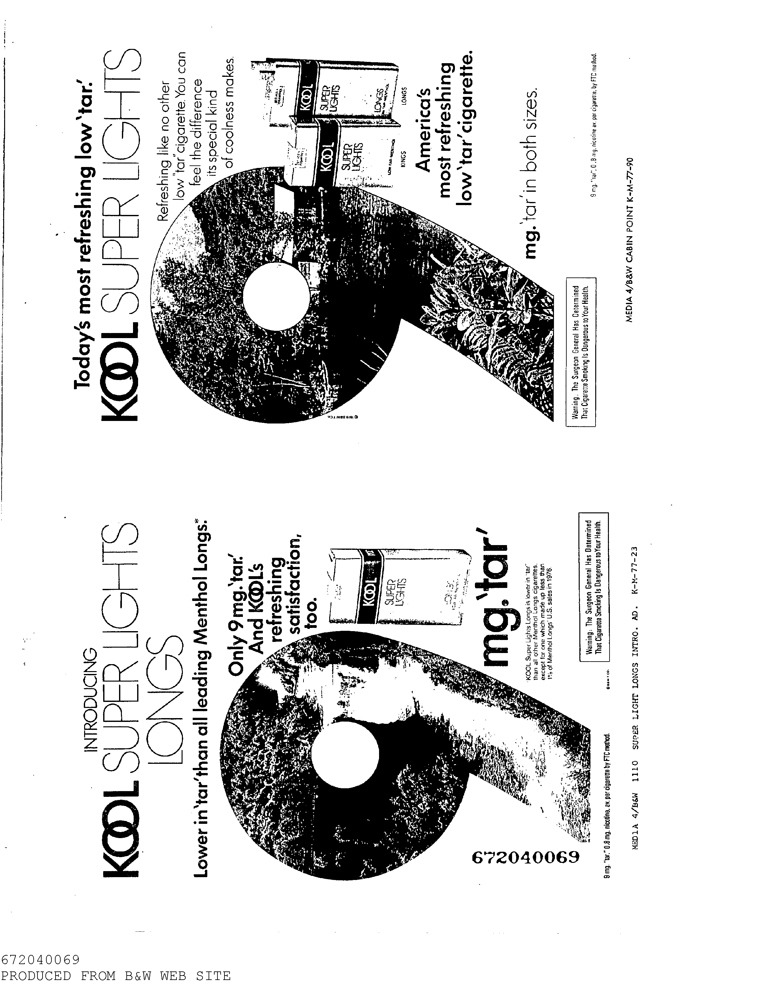 INTRODUCING
KOOL SUPER LIGHTS
LONGS
Lower in 'tar' than all leading Menthol Longs.*
Only 9 mg. 'tar.'
And KOOL's
refreshing
satisfaction,
too.
KOOL
SUPER
LIGHTS
mg. 'tar'
KOOL Super Lights Longs is lower in 'tar'
than all other Menthol Longs cigarettes,
except for one which made up less than
1% of Menthol Longs U.S. sales in 1976.
Warning: The Surgeon General Has Determined
That Cigarette Smoking Is Dangerous to Your Health.
9 mg. "tar," 0.8 mg. nicotine, av. per cigarette by FTC method.
MEDIA 4/B&W 1110 SUPER LIGHT LONGS INTRO. AD. K-M-77-23
672040069
Today's most refreshing low 'tar.'
KOOL SUPER LIGHTS
Refreshing like no other
low 'tar' cigarette. You can
feel the difference
its special kind
of coolness makes.
KOOL
SUPER
LIGHTS
LONGS
LONGS
KOOL
SUPER
LIGHTS
KINGS
America's
most refreshing
low 'tar' cigarette.
mg. 'tar' in both sizes.
Warning: The Surgeon General Has Determined
That Cigarette Smoking Is Dangerous to Your Health.
9 mg. "tar", 0.8 mg. nicotine av. per cigarette, by FTC method.
MEDIA 4/B&W CABIN POINT K-M-77-90
672040069
PRODUCED FROM B&W WEB SITE